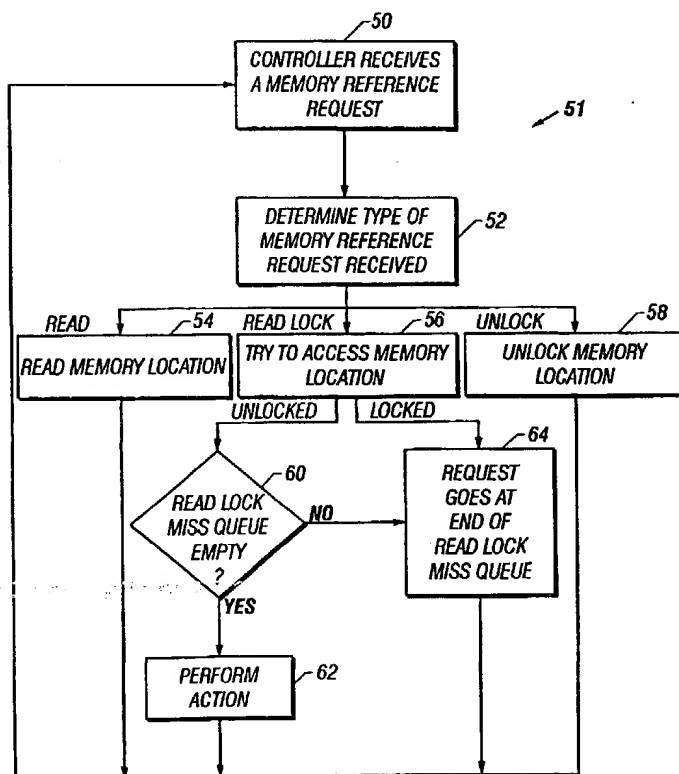 50
CONTROLLER RECEIVES
A MEMORY REFERENCE
REQUEST
51
DETERMINE TYPE OF
MEMORY REFERENCE
REQUEST RECEIVED
52
READ
54
READ LOCK
56
UNLOCK
58
READ MEMORY LOCATION
TRY TO ACCESS MEMORY
LOCATION
UNLOCK MEMORY
LOCATION
UNLOCKED
LOCKED
60
64
READ LOCK
MISS QUEUE
EMPTY
?
NO
REQUEST
GOES AT
END OF
READ LOCK
MISS QUEUE
YES
PERFORM
ACTION
62